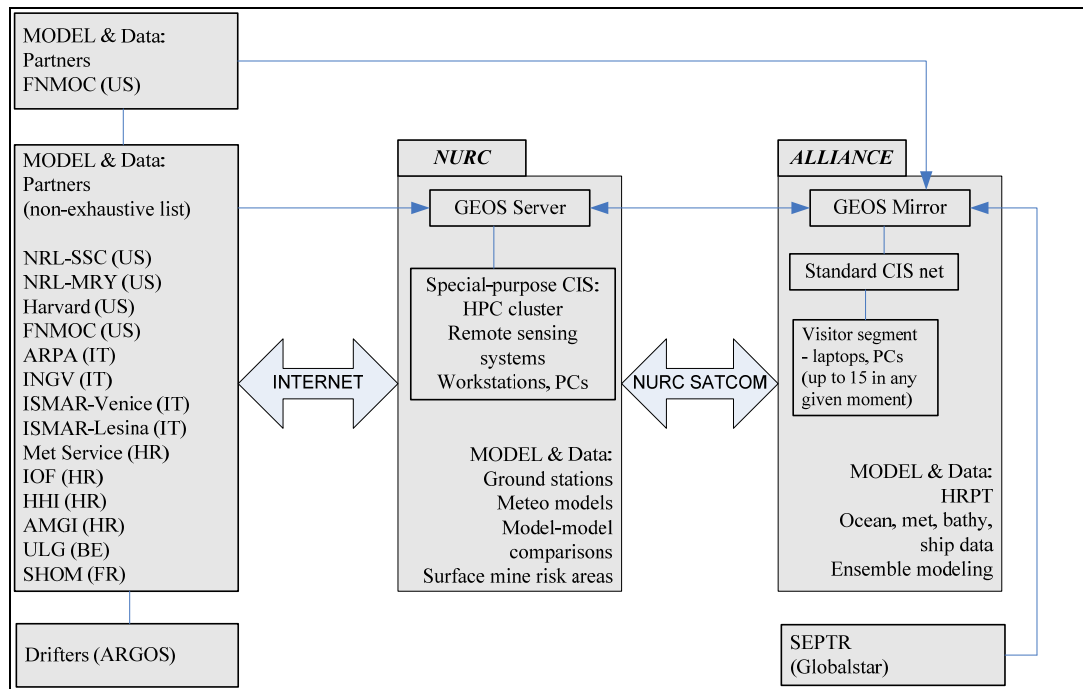 MODEL & Data:
Partners
FNMOC (US)
MODEL & Data:
Partners
(non-exhaustive list)
NRL-SSC (US)
NRL-MRY (US)
Harvard (US)
FNMOC (US)
ARPA (IT)
INGV (IT)
ISMAR-Venice (IT)
ISMAR-Lesina (IT)
Met Service (HR)
IOF (HR)
HHI (HR)
AMGI (HR)
ULG (BE)
SHOM (FR)
Drifters (ARGOS)
INTERNET
NURC
GEOS Server
Special-purpose CIS:
HPC cluster
Remote sensing
systems
Workstations, PCs
MODEL & Data:
Ground stations
Meteo models
Model-model
comparisons
Surface mine risk areas
NURC SATCOM
ALLIANCE
GEOS Mirror
Standard CIS net
Visitor segment
- laptops, PCs
(up to 15 in any
given moment)
MODEL & Data:
HRPT
Ocean, met, bathy,
ship data
Ensemble modeling
SEPTR
(Globalstar)